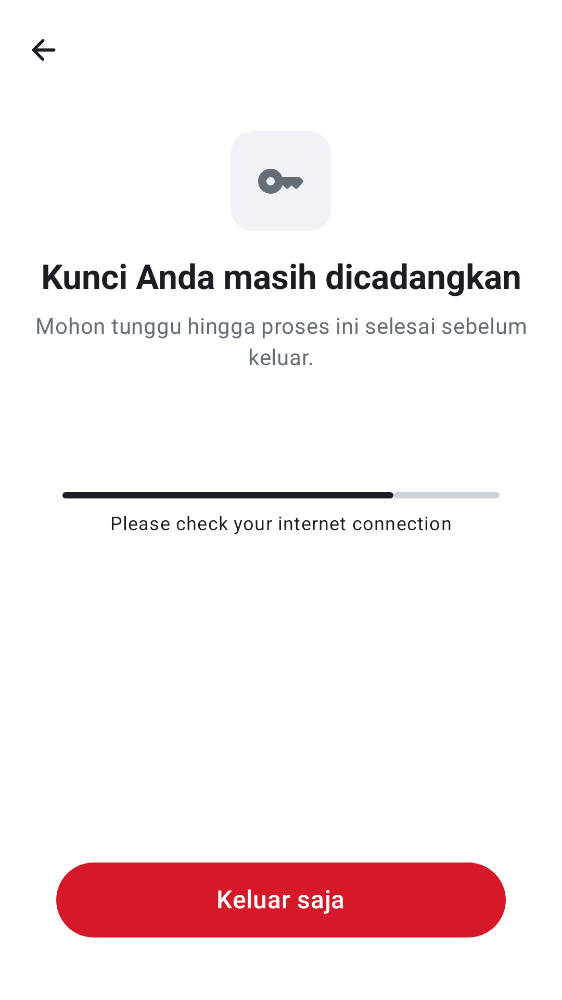 Kunci Anda masih dicadangkan
Mohon tunggu hingga proses ini selesai sebelum
keluar.
Please check your internet connection
Keluar saja